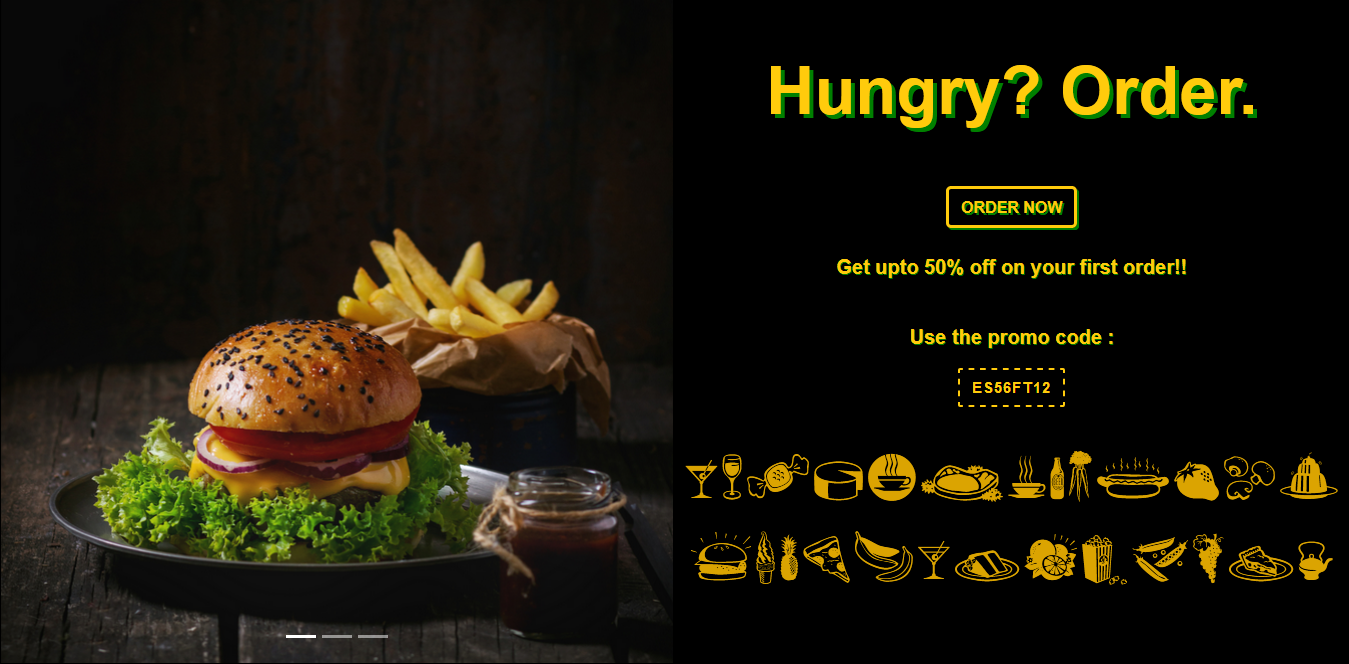 Hungry? Order.
ORDER NOW
Get upto 50% off on your first order!!
Use the promo code :
ES56FT12